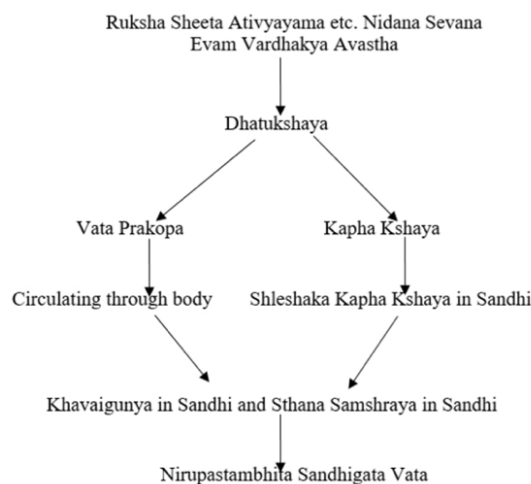 Ruksha Sheeta Ativyayama etc. Nidana Sevana
Evam Vardhakya Avastha
Dhatukshaya
Vata Prakopa
Kapha Kshaya
Circulating through body
Shleshaka Kapha Kshaya in Sandhi
Khavaigunya in Sandhi and Sthana Samshraya in Sandhi
Nirupastambhita Sandhigata Vata